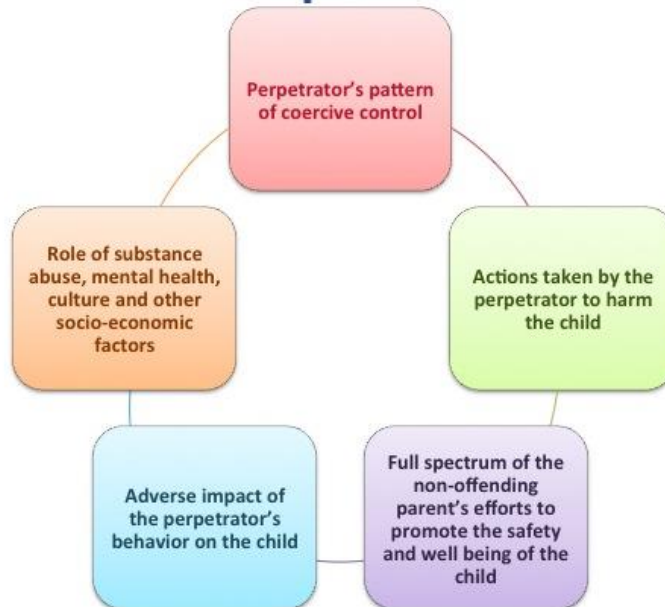 Perpetrator's pattern
of coercive control
Actions taken by the
perpetrator to harm
the child
Full spectrum of the
non-offending
parent's efforts to
promote the safety
and well being of the
child
Adverse impact of
the perpetrator's
behavior on the child
Role of substance
abuse, mental health,
culture and other
socio-economic
factors